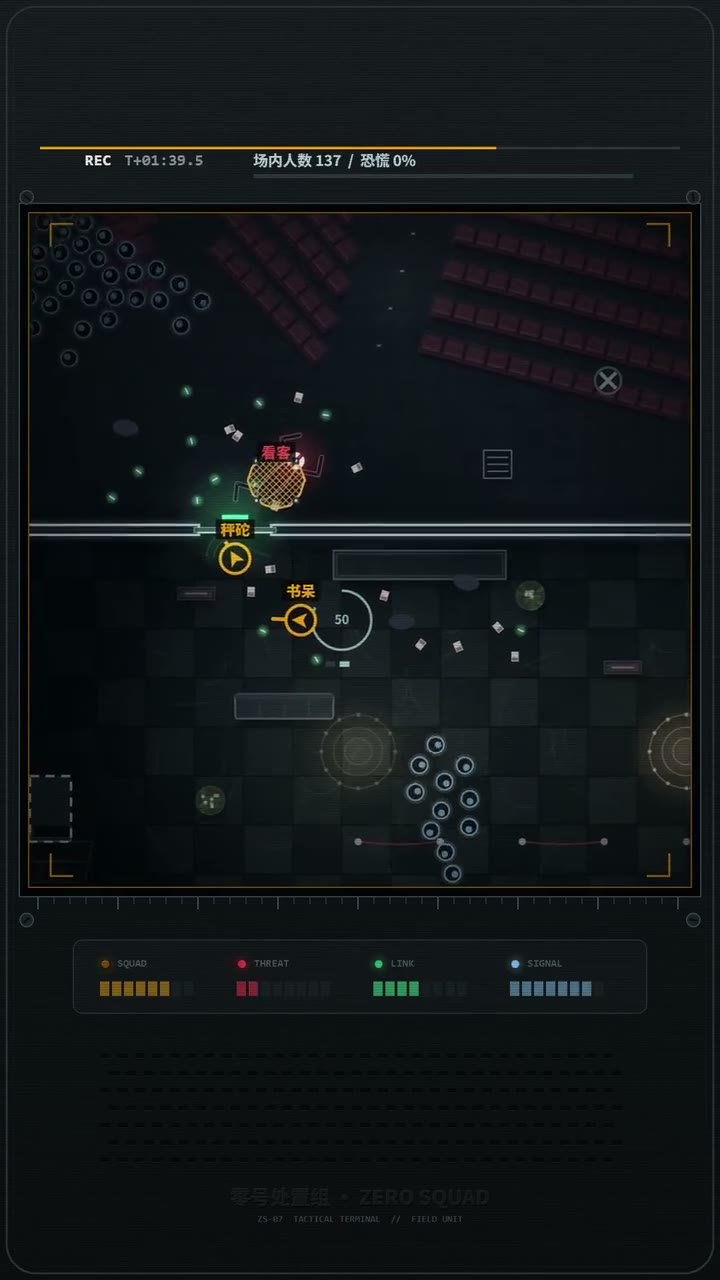 REC T+01:39.5 场内人数 137 / 恐慌 0%
看客
秤砣
书呆
50
SQUAD THREAT LINK SIGNAL
零号处置组 · ZERO SQUAD
ZS-07 TACTICAL TERMINAL // FIELD UNIT